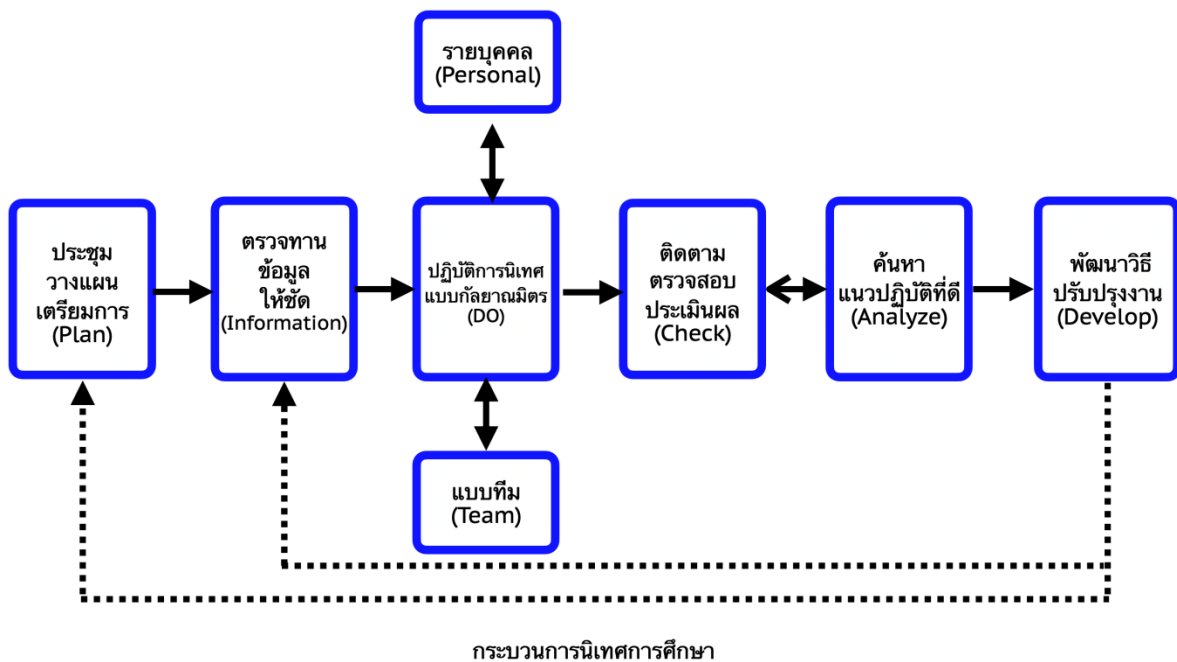 รายบุคคล
(Personal)
ประชุม
วางแผน
เตรียมการ
(Plan)
ตรวจทาน
ข้อมูล
ให้ชัด
(Information)
ปฏิบัติการนิเทศ
แบบกัลยาณมิตร
(DO)
ติดตาม
ตรวจสอบ
ประเมินผล
(Check)
ค้นหา
แนวปฏิบัติที่ดี
(Analyze)
พัฒนาวิธี
ปรับปรุงงาน
(Develop)
แบบทีม
(Team)
กระบวนการนิเทศการศึกษา